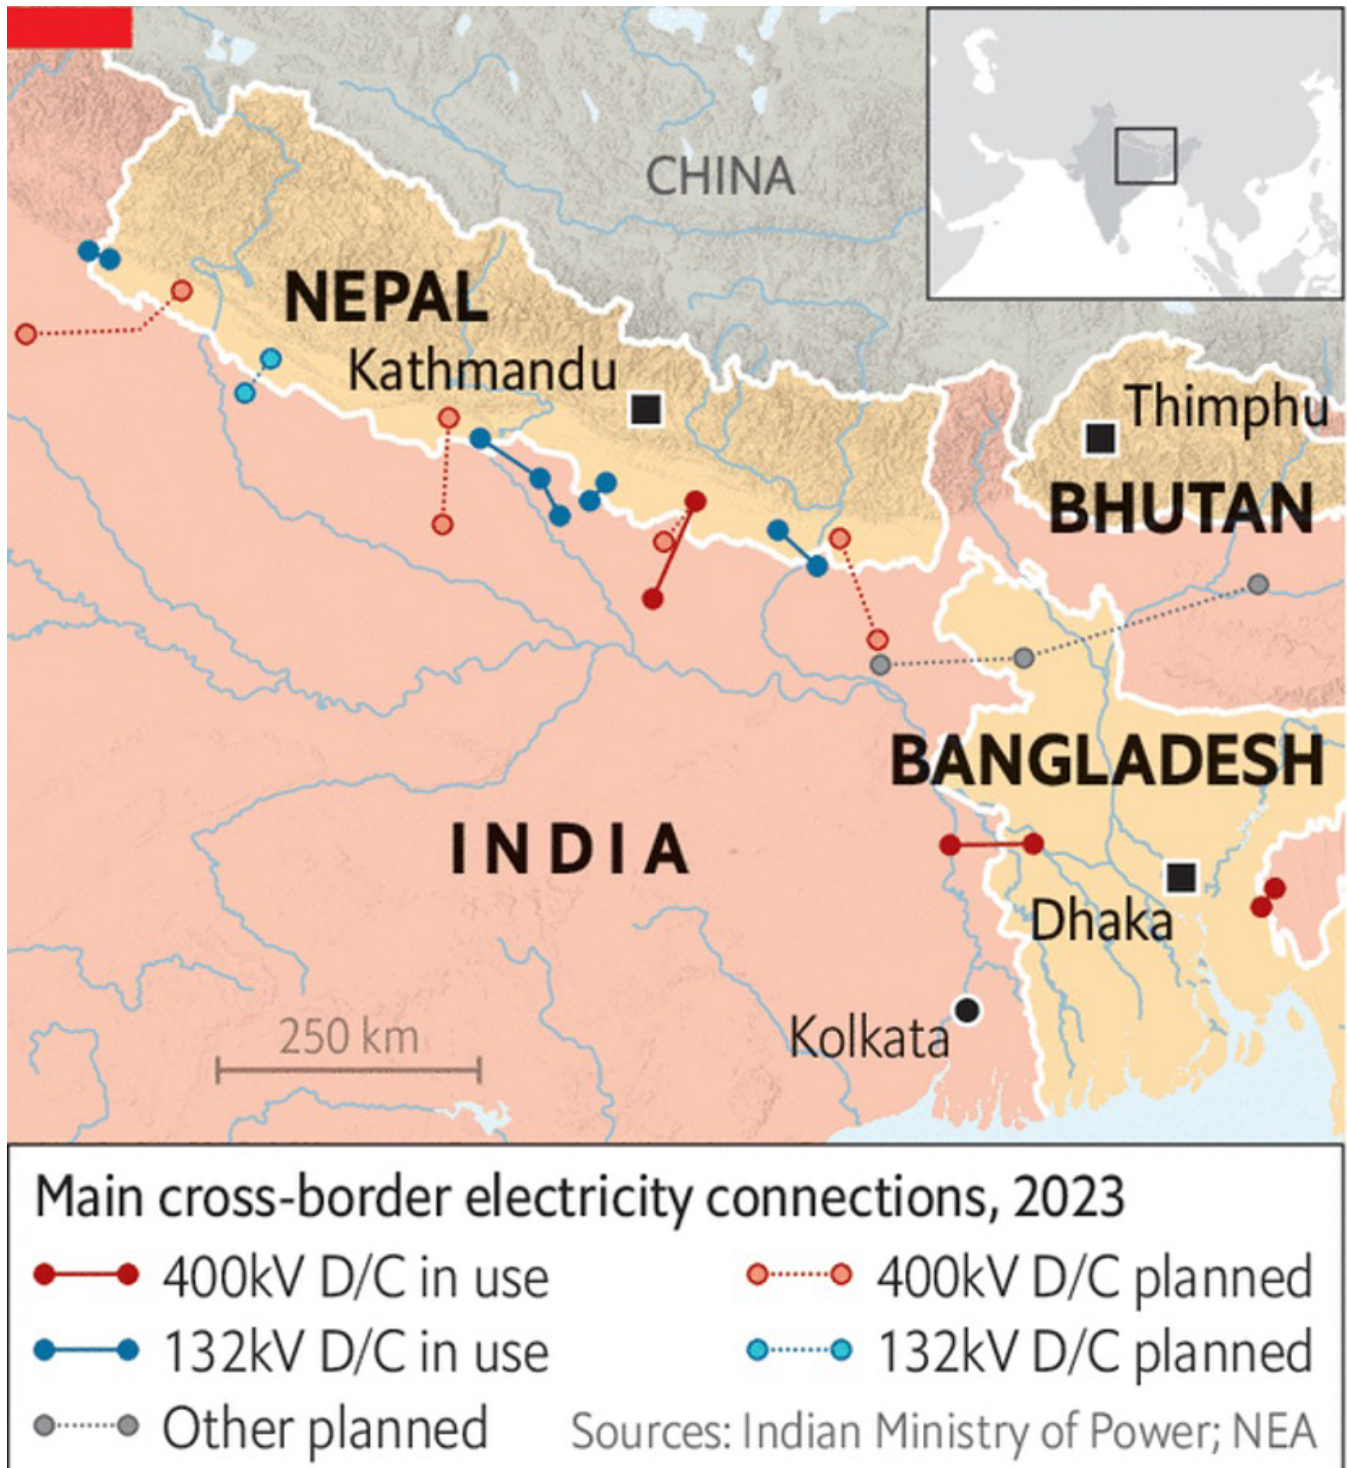 CHINA
NEPAL
Kathmandu
Thimphu
BHUTAN
BANGLADESH
INDIA
Dhaka
Kolkata
250 km
Main cross-border electricity connections, 2023
400kV D/C in use
400kV D/C planned
132kV D/C in use
132kV D/C planned
Other planned
Sources: Indian Ministry of Power; NEA